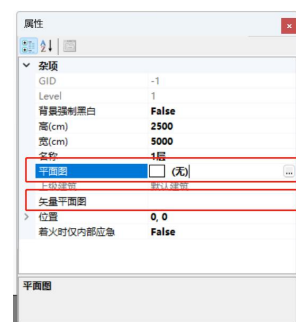 属性
杂项
GID -1
Level 1
背景强制黑白 False
高(cm) 2500
宽(cm) 5000
名称 1层
平面图 (无)
上级建筑 默认建筑
矢量平面图
位置 0, 0
着火时仅内部应急 False
平面图